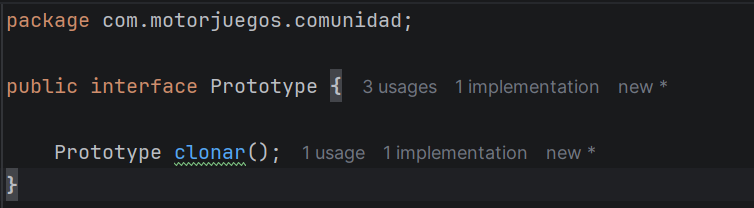 package com.motorjuegos.comunidad;
public interface Prototype { 3 usages 1 implementation new *
Prototype clonar(); 1 usage 1 implementation new *
}